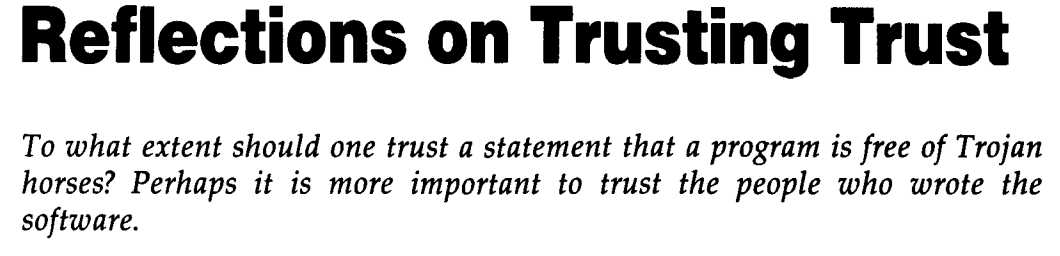 Reflections on Trusting Trust
To what extent should one trust a statement that a program is free of Trojan
horses? Perhaps it is more important to trust the people who wrote the
software.